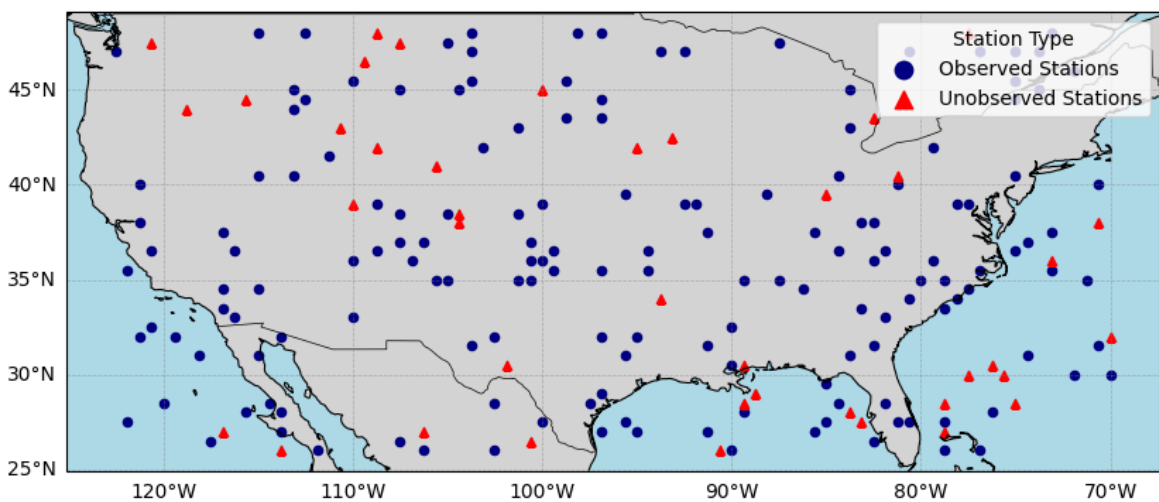 Station Type
Observed Stations
Unobserved Stations
45°N
40°N
35°N
30°N
25°N
120°W 110°W 100°W 90°W 80°W 70°W